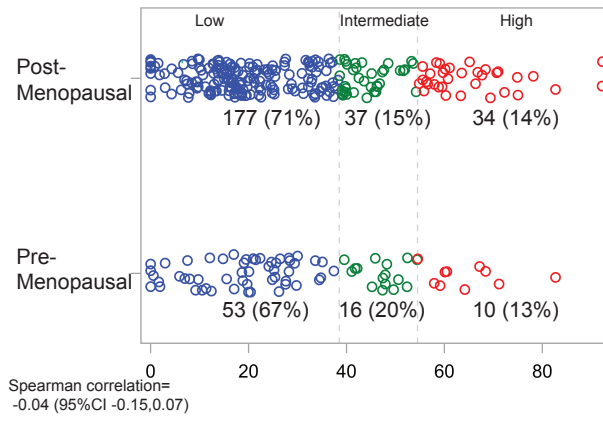 Low Intermediate High
Post-
Menopausal
177 (71%) 37 (15%) 34 (14%)
Pre-
Menopausal
53 (67%) 16 (20%) 10 (13%)
0 20 40 60 80
Spearman correlation=
-0.04 (95%CI -0.15,0.07)